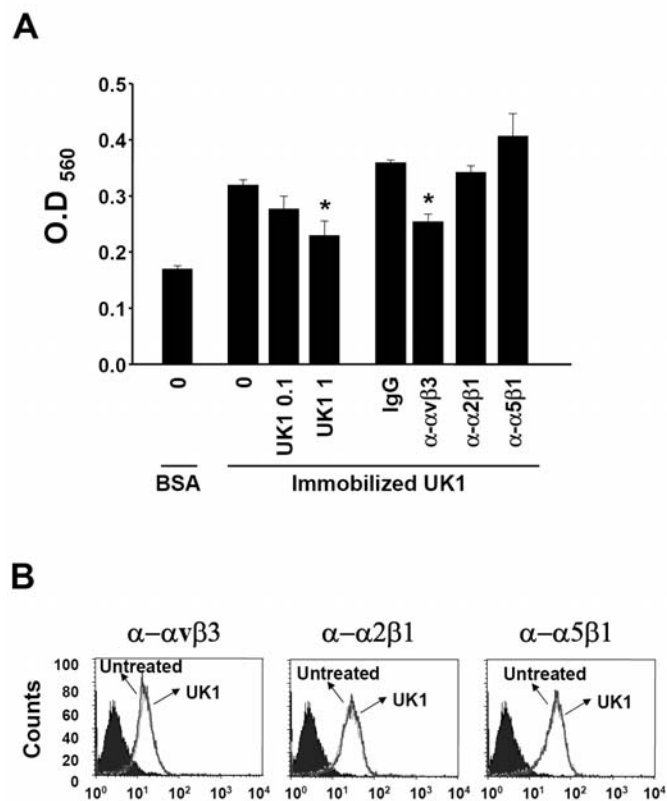 A
O.D 560
0.5
0.4
0.3
0.2
0.1
0.0
*
*
0
0
UK1 0.1
UK1 1
IgG
α-αvβ3
α-α2β1
α-α5β1
BSA
Immobilized UK1
B
α−αvβ3
α−α2β1
α−α5β1
Counts
100
80
60
40
20
0
Untreated
UK1
Untreated
UK1
Untreated
UK1
10⁰ 10¹ 10² 10³ 10⁴
10⁰ 10¹ 10² 10³ 10⁴
10⁰ 10¹ 10² 10³ 10⁴